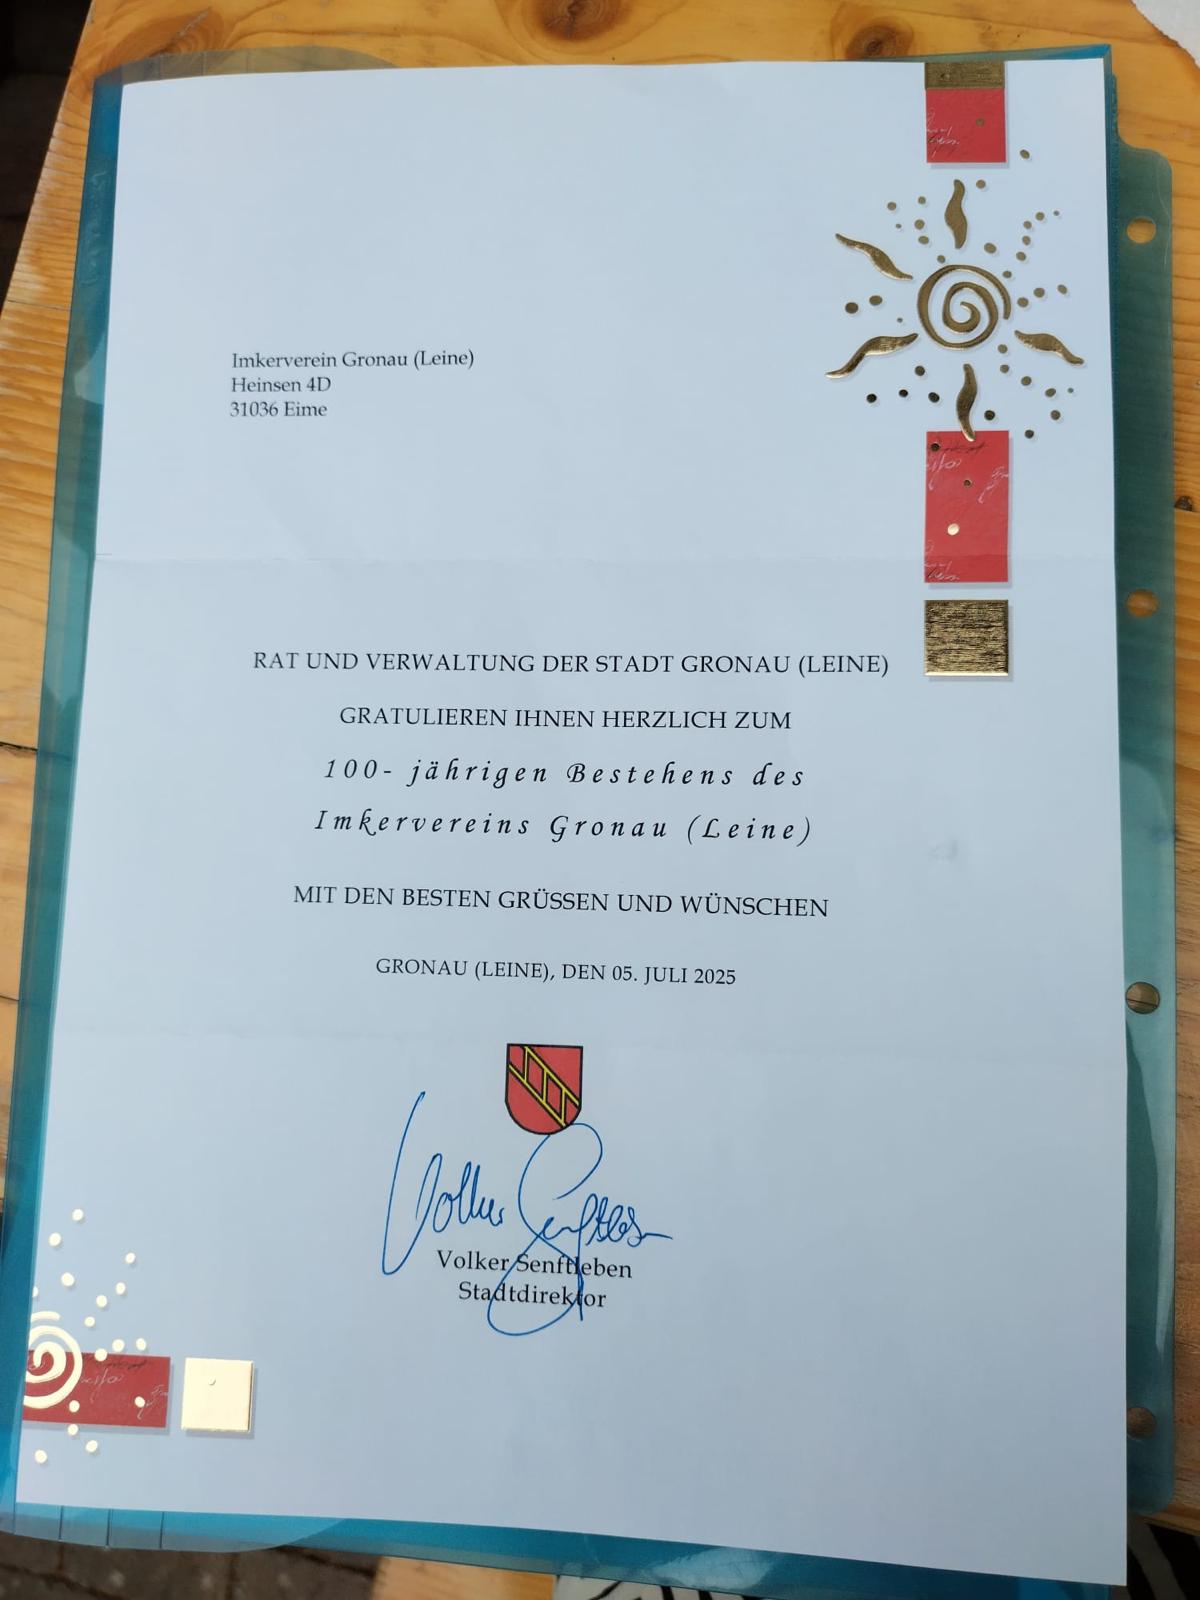 Imkerverein Gronau (Leine)
Heinsen 4D
31036 Eime
RAT UND VERWALTUNG DER STADT GRONAU (LEINE)
GRATULIEREN IHNEN HERZLICH ZUM
100- jährigen Bestehens des
Imkervereins Gronau (Leine)
MIT DEN BESTEN GRÜSSEN UND WÜNSCHEN
GRONAU (LEINE), DEN 05. JULI 2025
Volker Senftleben
Volker Senftleben
Stadtdirektor